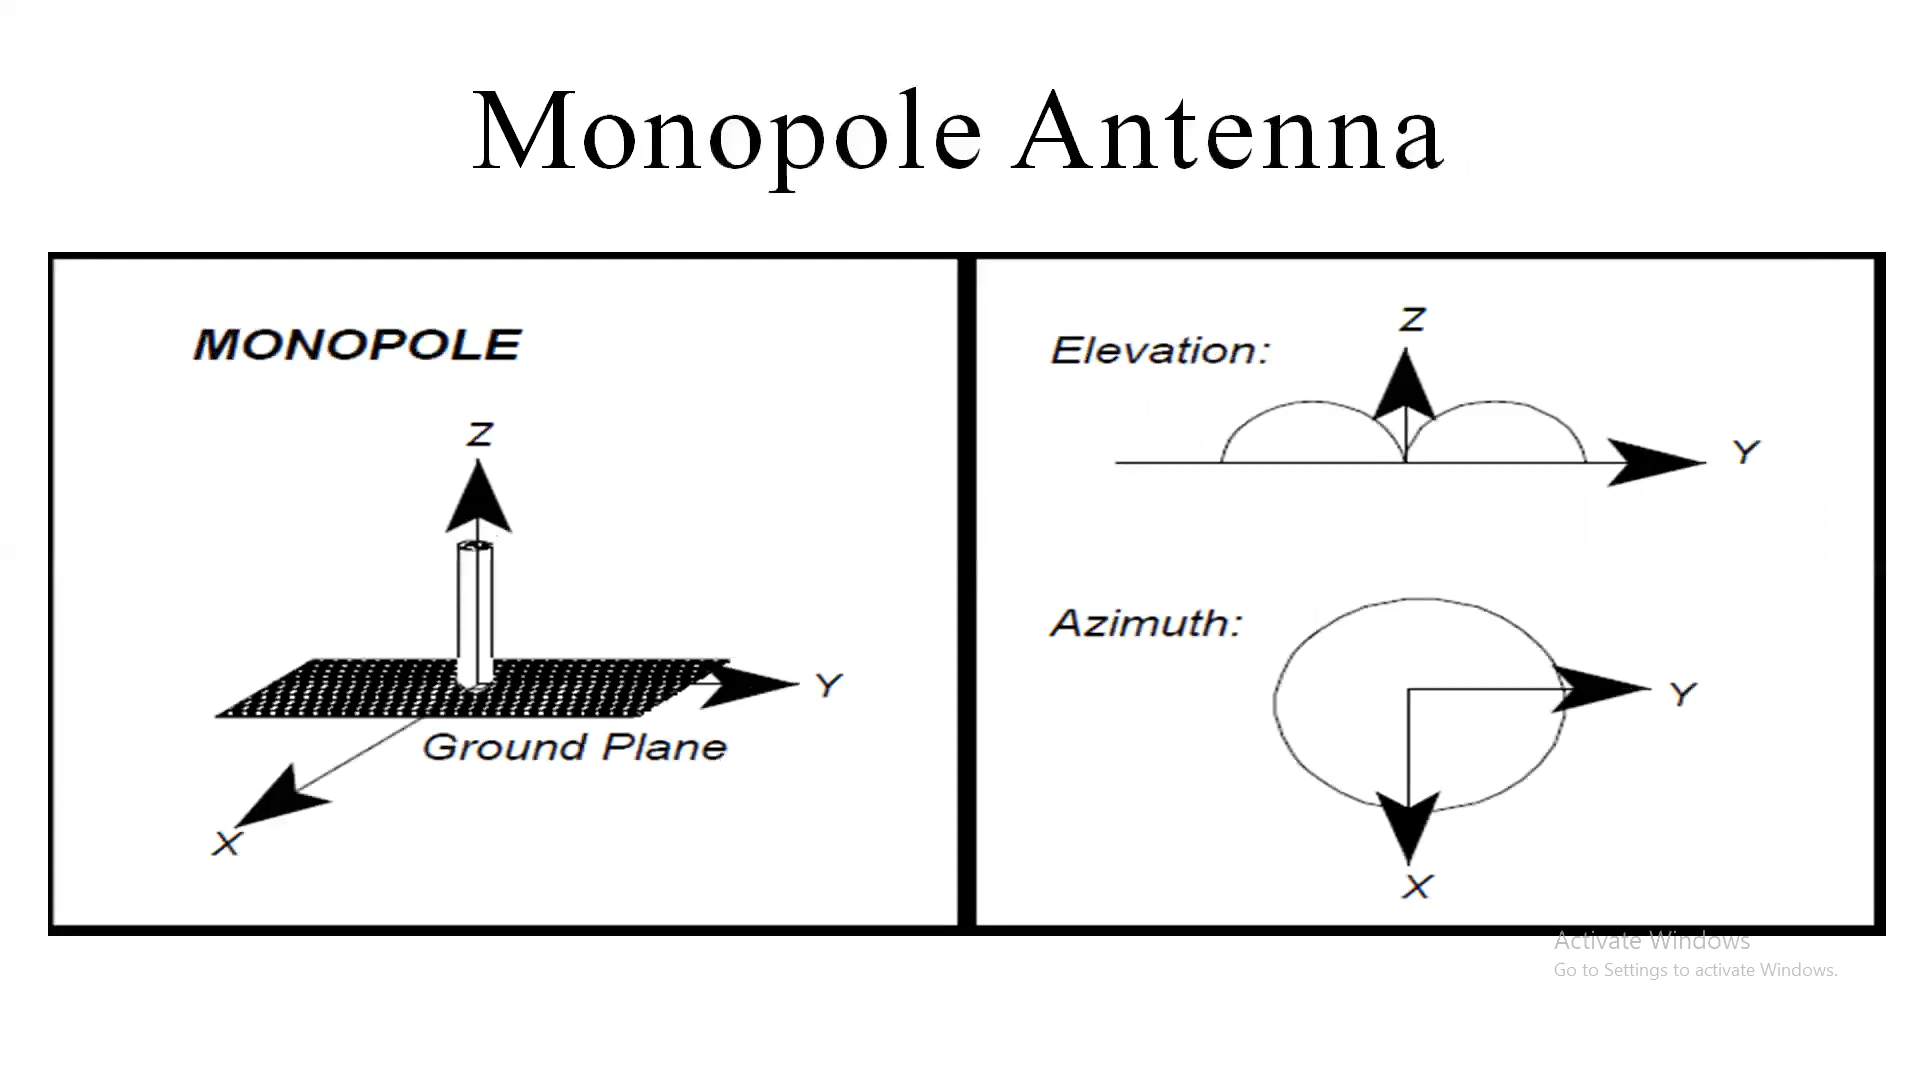 Monopole Antenna
MONOPOLE
Z
Y
Ground Plane
X
Elevation:
Z
Y
Azimuth:
Y
X
Activate Windows
Go to Settings to activate Windows.